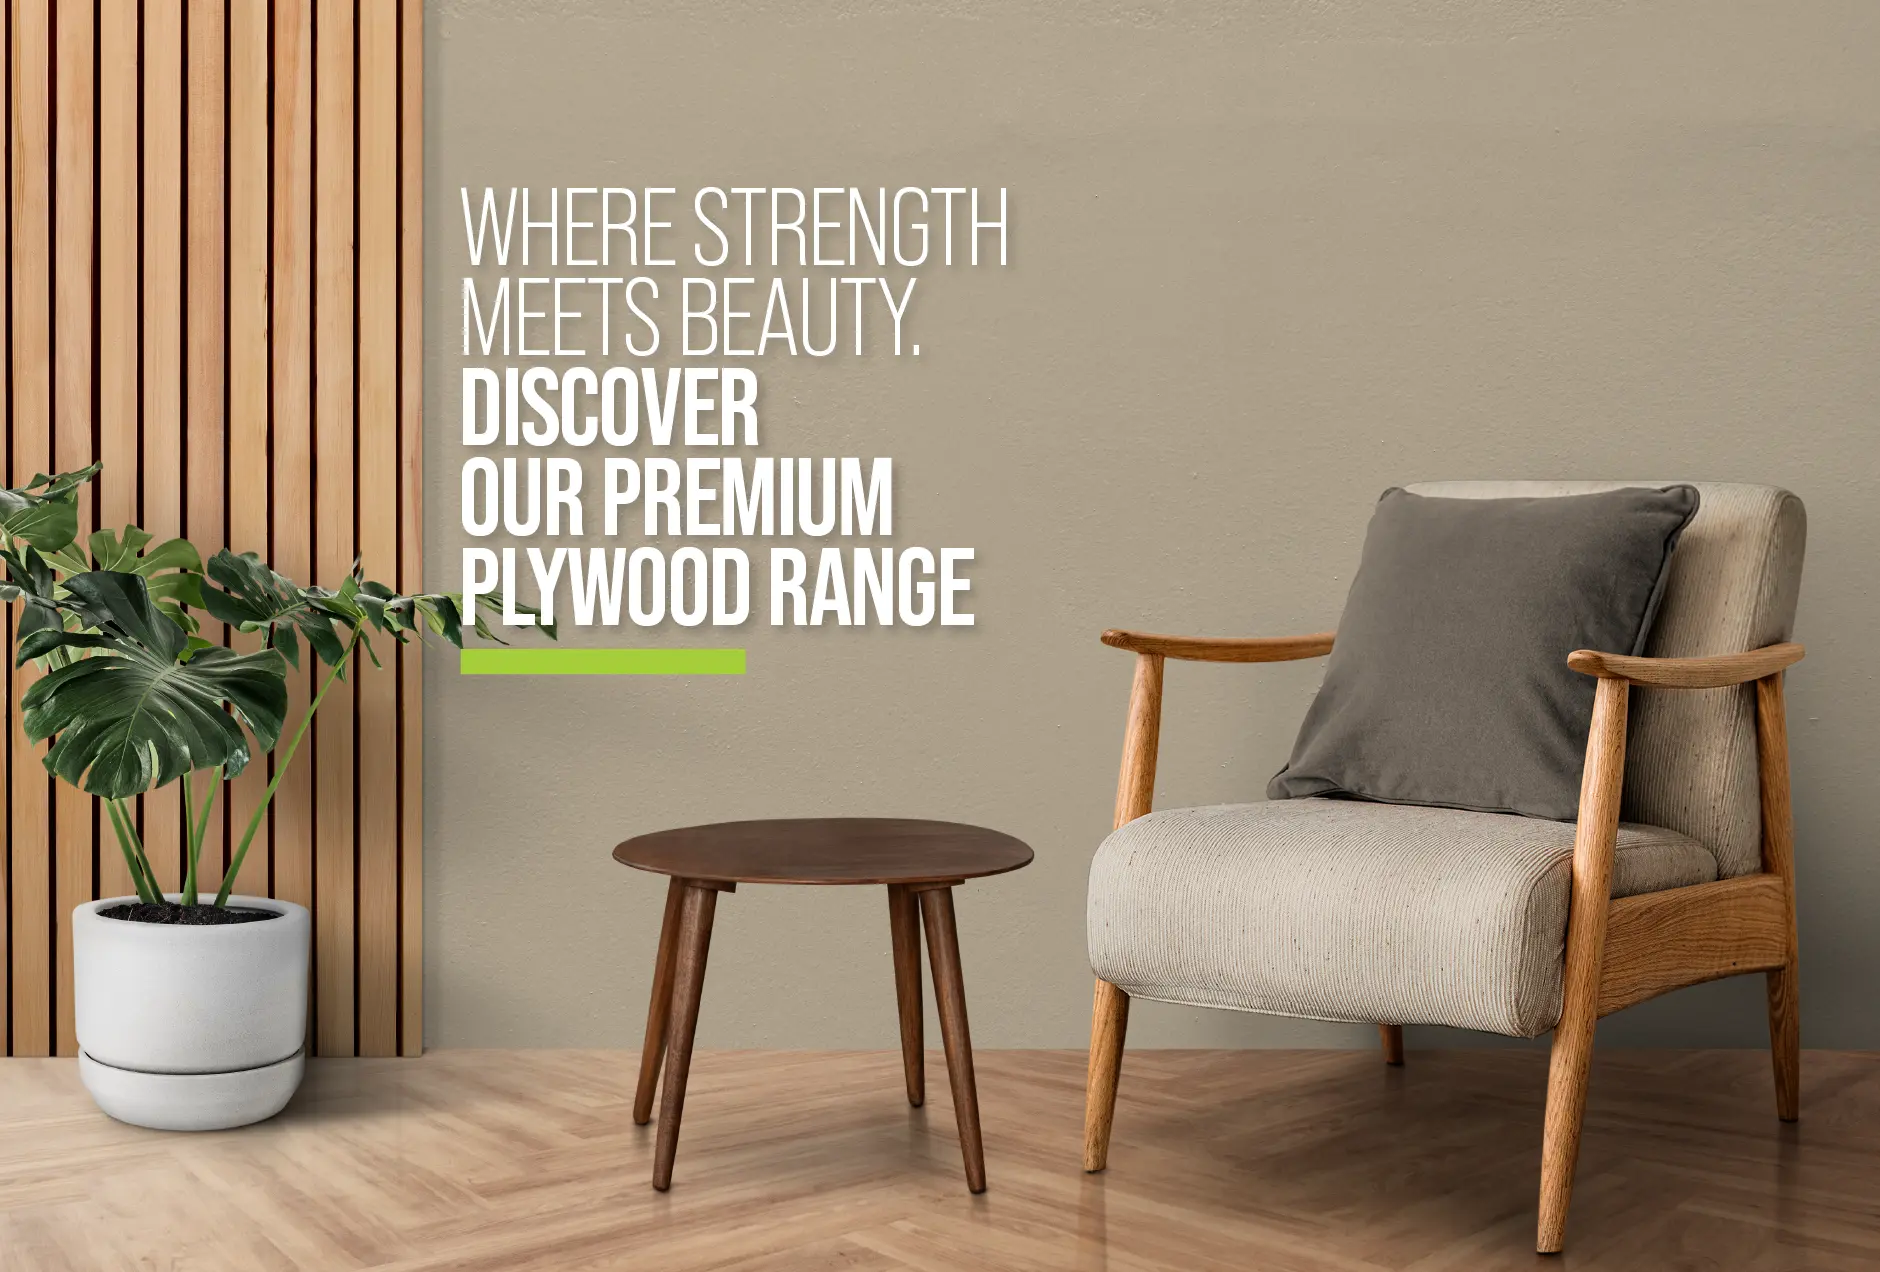 WHERE STRENGTH
MEETS BEAUTY.
DISCOVER
OUR PREMIUM
PLYWOOD RANGE